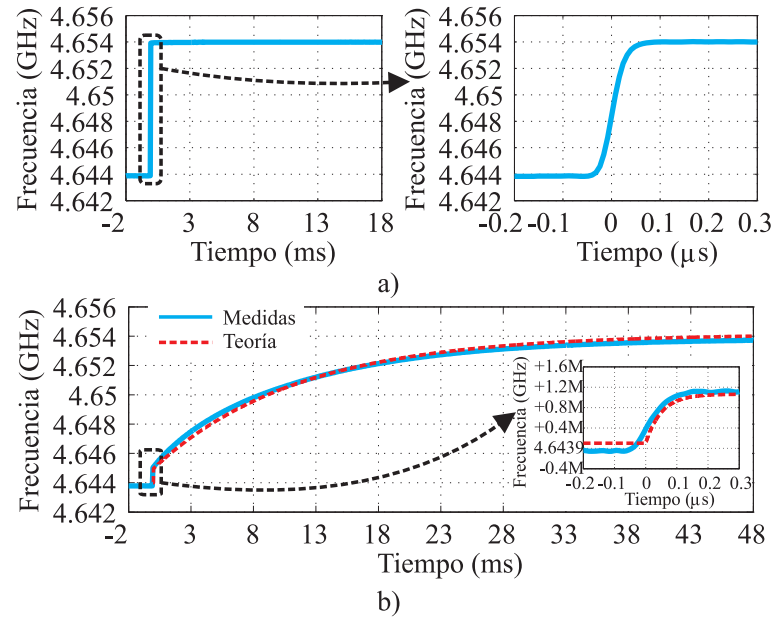 Frecuencia (GHz)
4.656
4.654
4.652
4.65
4.648
4.646
4.644
4.642
-2 3 8 13 18
Tiempo (ms)
Frecuencia (GHz)
4.656
4.654
4.652
4.65
4.648
4.646
4.644
4.642
-0.2 -0.1 0 0.1 0.2 0.3
Tiempo (μs)
a)
Frecuencia (GHz)
4.656
4.654
4.652
4.65
4.648
4.646
4.644
4.642
-2 3 8 13 18 23 28 33 38 43 48
Tiempo (ms)
Medidas
Teoría
Frecuencia (GHz)
+1.6M
+1.2M
+0.8M
+0.4M
4.6439
-0.4M
-0.2 -0.1 0 0.1 0.2 0.3
Tiempo (μs)
b)